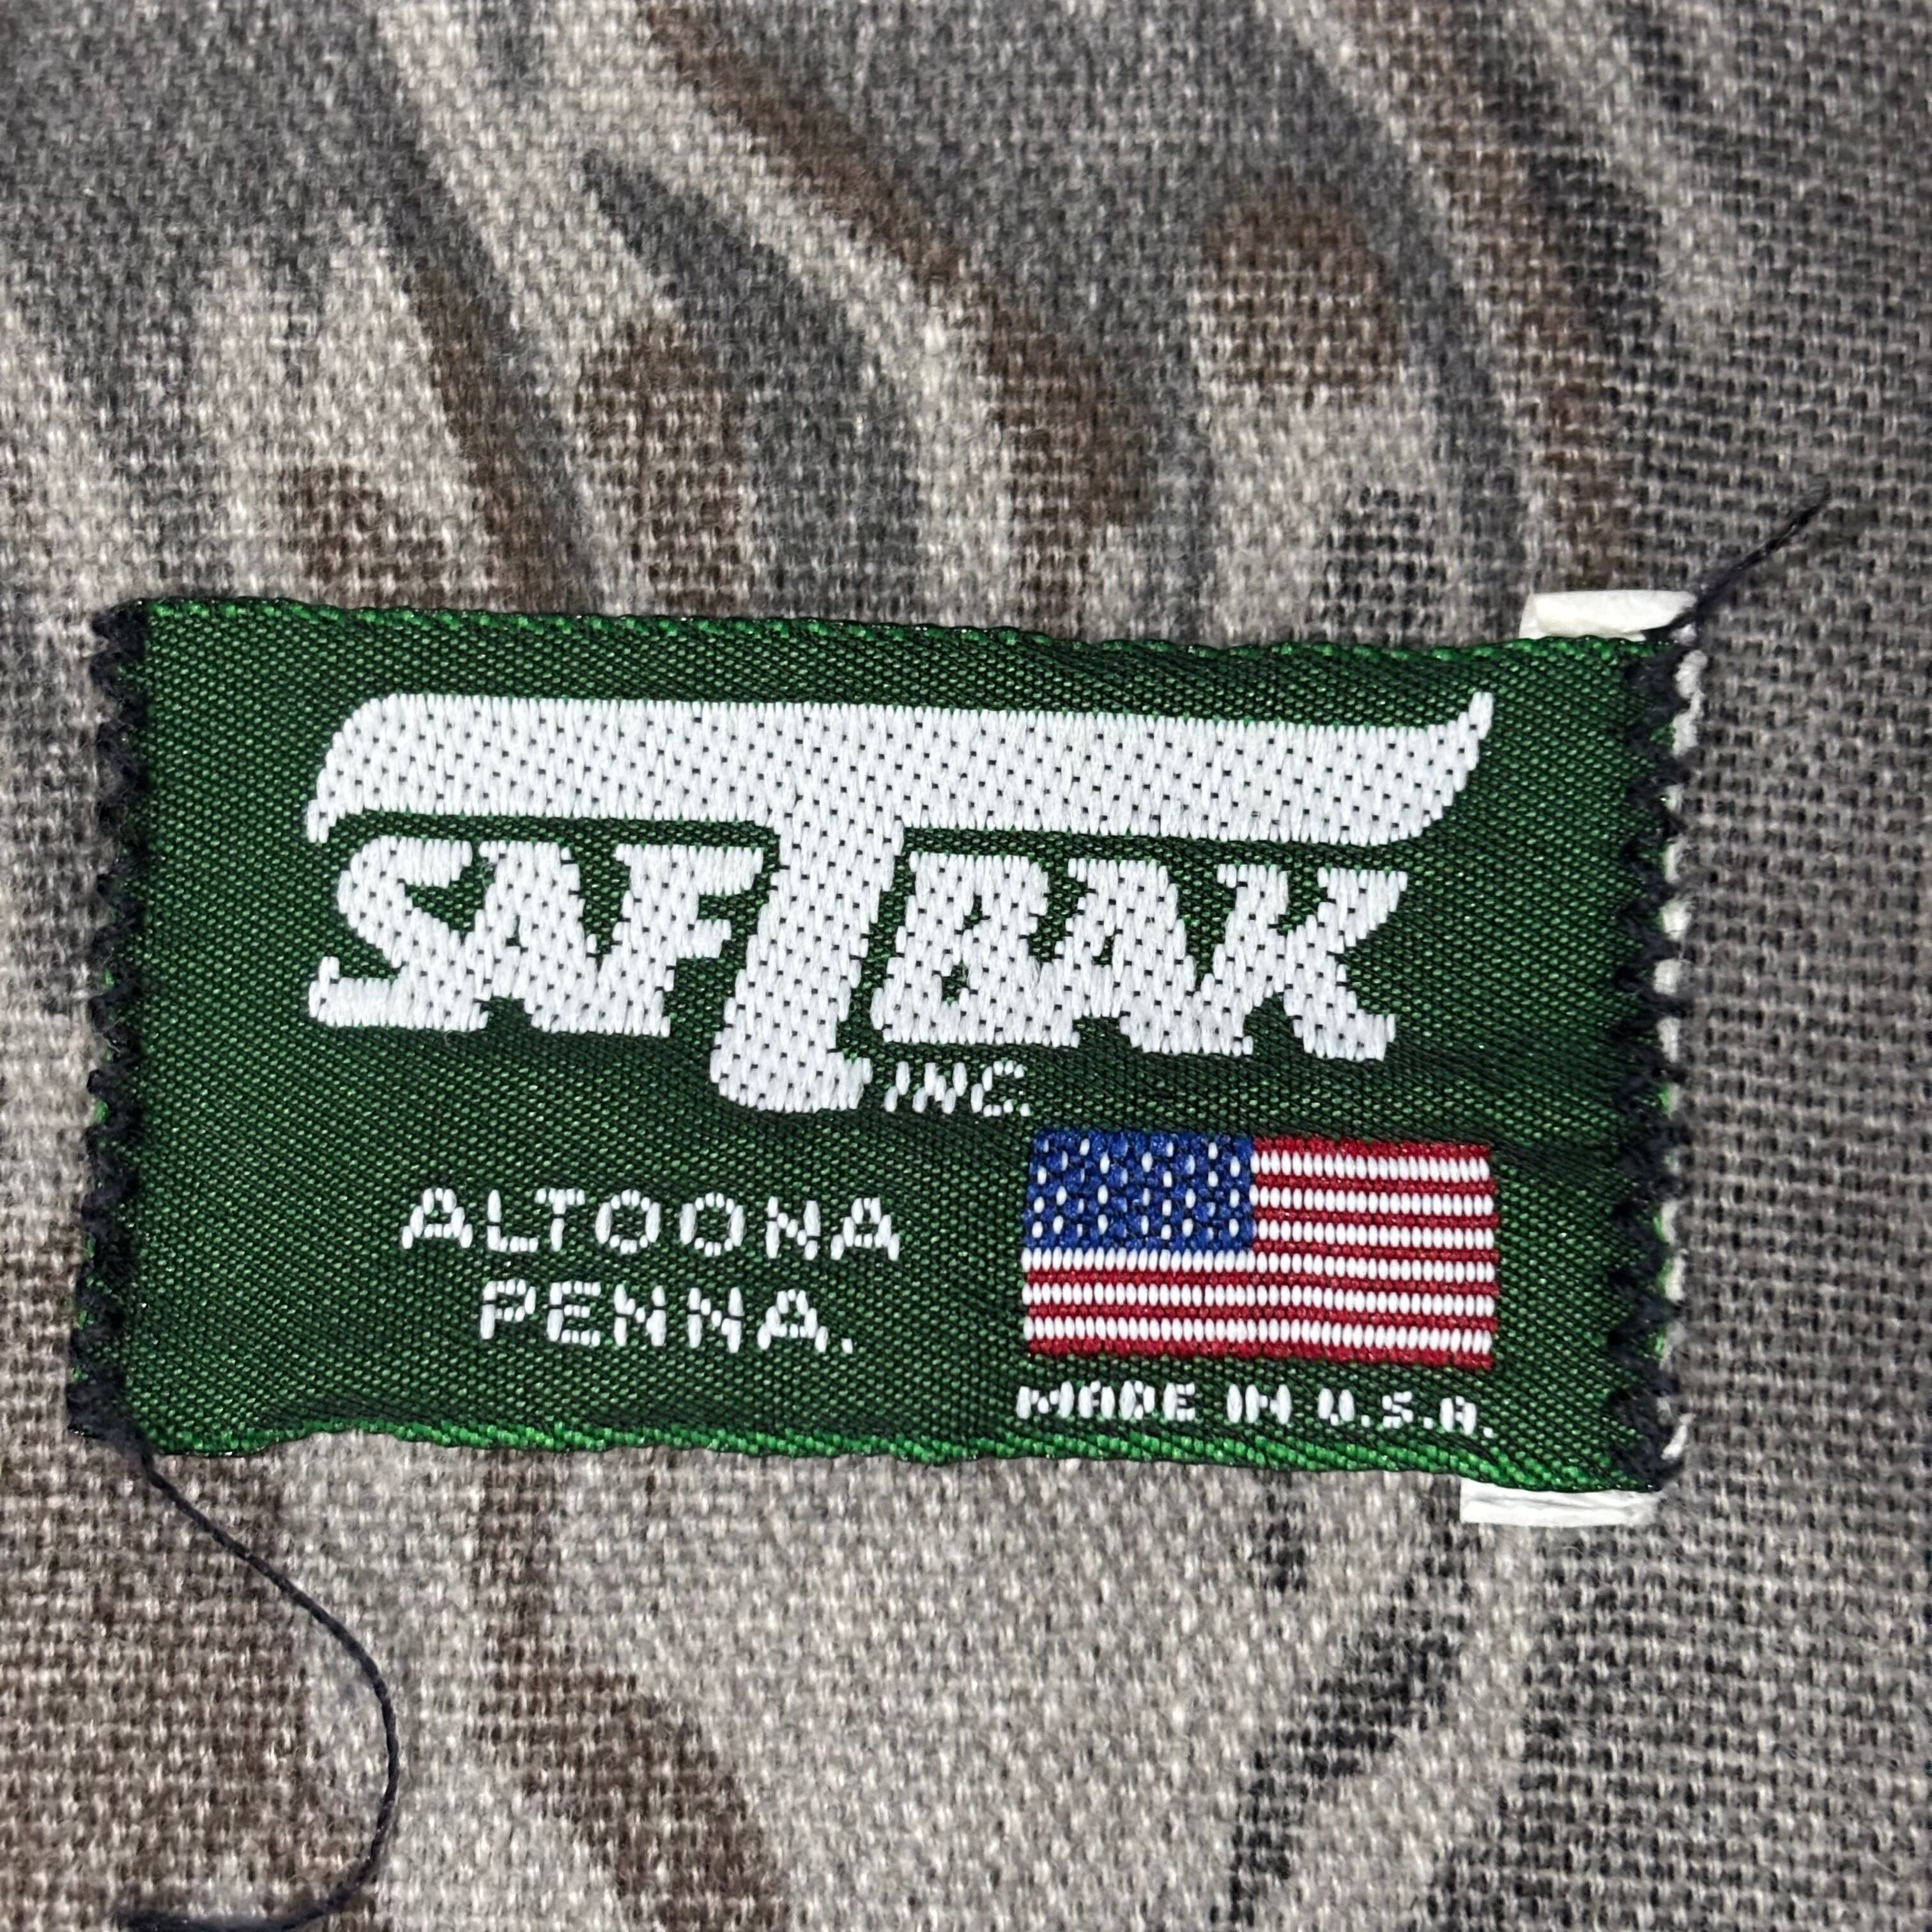 SAFTBAK
INC.
ALTOONA
PENNA.
MADE IN U.S.A.